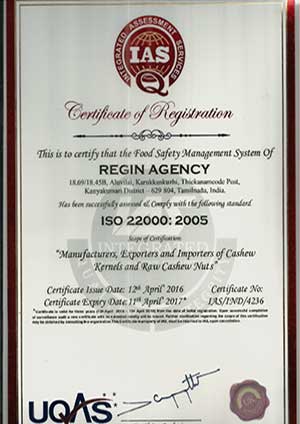 INTEGRATED ASSESSMENT SERVICES
IAS
Q
Certificate of Registration
This is to certify that the Food Safety Management System Of
REGIN AGENCY
18.69/18.45B, Aluvilai, Karukkankurhi, Thickanamcode Post,
Kanyakumari District – 629 804, Tamilnadu, India.
Has been successfully assessed & Comply with the following standard
ISO 22000: 2005
Scope of Certification:
"Manufacturers, Exporters and Importers of Cashew
Kernels and Raw Cashew Nuts"
Certificate Issue Date: 12th April 2016 Certificate No:
Certificate Expiry Date: 11th April 2017* IAS/IND/4236
UQAS